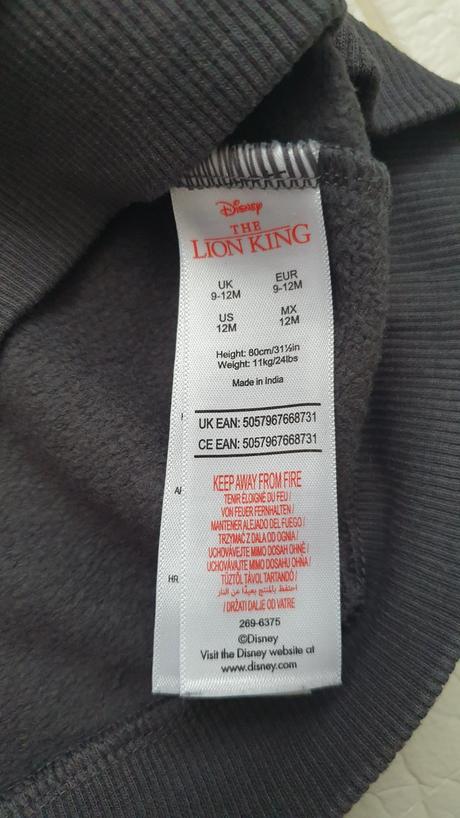 Disney
THE
LION KING
UK EUR
9-12M 9-12M
US MX
12M 12M
Height: 80cm/31½in
Weight: 11kg/24lbs
Made in India
UK EAN: 5057967668731
CE EAN: 5057967668731
KEEP AWAY FROM FIRE
TENIR ÉLOIGNÉ DU FEU /
VON FEUER FERNHALTEN /
MANTENER ALEJADO DEL FUEGO /
TRZYMAĆ Z DALA OD OGNIA /
UCHOVÁVEJTE MIMO DOSAH OHNĚ /
UCHOVÁVAJTE MIMO DOSAHU OHŇA /
TŰZTŐL TÁVOL TARTANDÓ /
احتفظ بالمنتج بعيدًا عن النار
/ DRŽATI DALJE OD VATRE
269-6375
©Disney
Visit the Disney website at
www.disney.com
HR